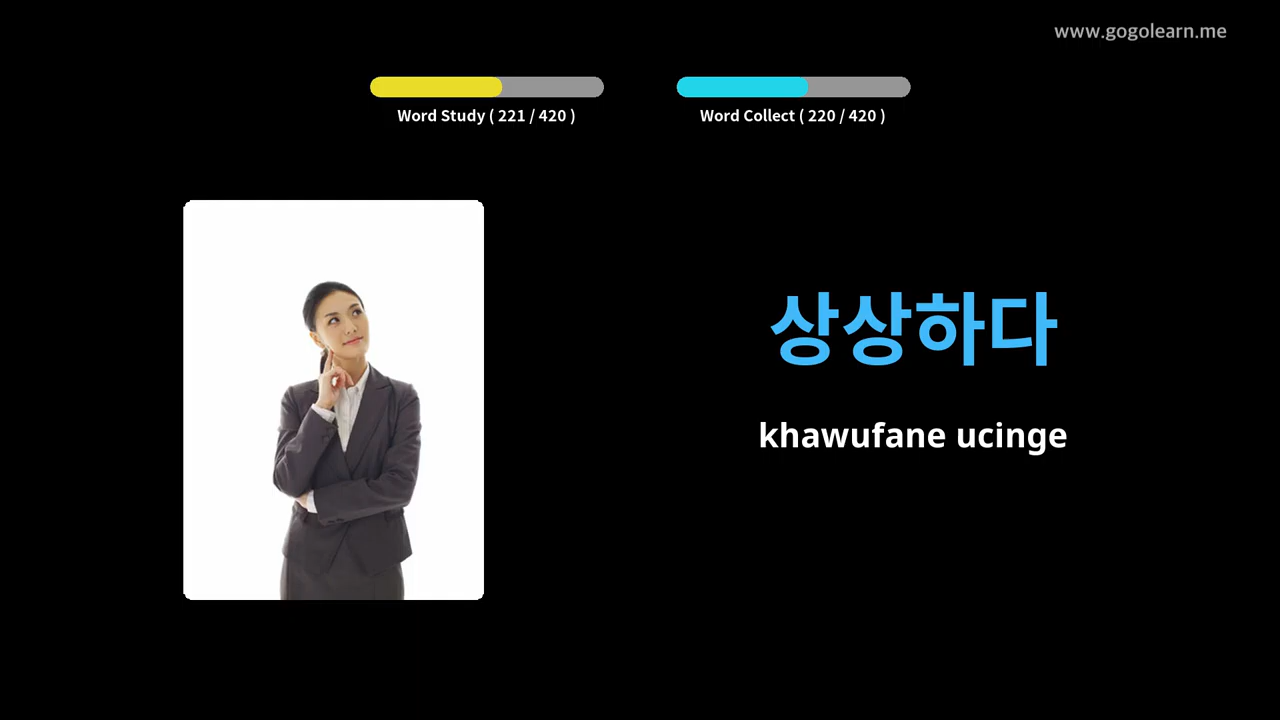 www.gogolearn.me
Word Study ( 221 / 420 )
Word Collect ( 220 / 420 )
상상하다
khawufane ucinge